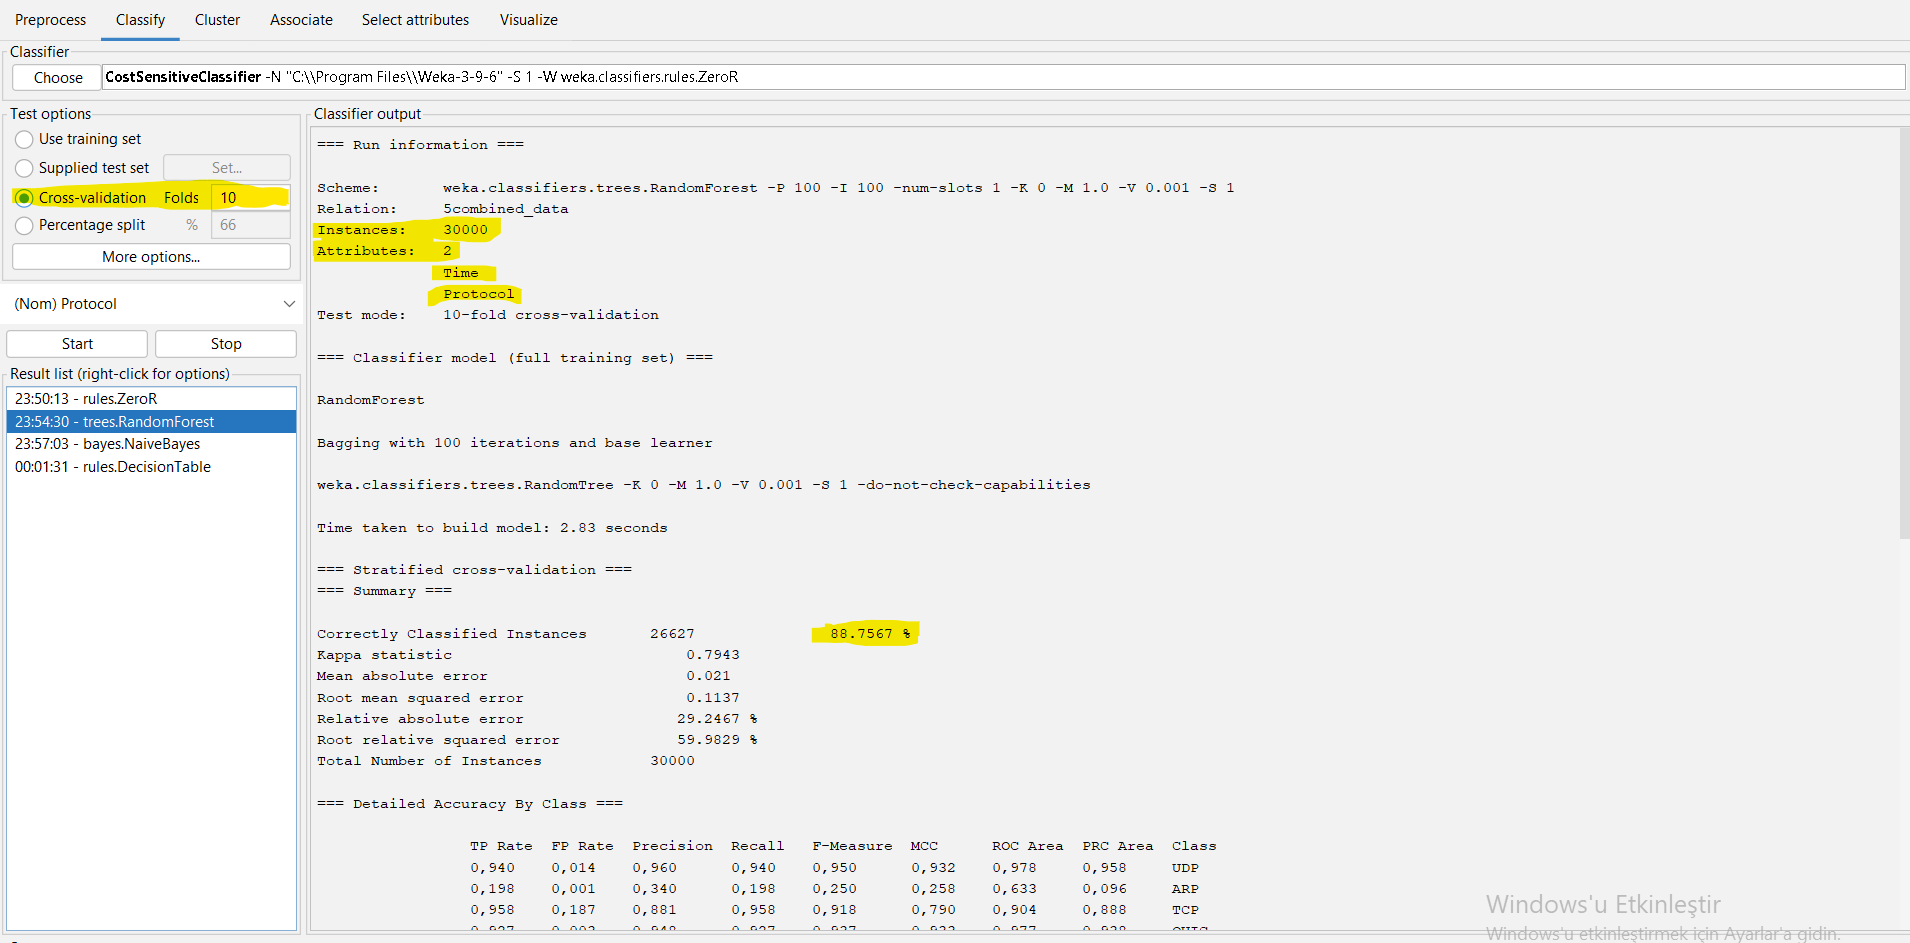 Preprocess Classify Cluster Associate Select attributes Visualize
Classifier
Choose CostSensitiveClassifier -N "C:\\Program Files\\Weka-3-9-6" -S 1 -W weka.classifiers.rules.ZeroR
Test options
Use training set
Supplied test set Set...
Cross-validation Folds 10
Percentage split % 66
More options...
(Nom) Protocol
Start Stop
Result list (right-click for options)
23:50:13 - rules.ZeroR
23:54:30 - trees.RandomForest
23:57:03 - bayes.NaiveBayes
00:01:31 - rules.DecisionTable
Classifier output
=== Run information ===
Scheme: weka.classifiers.trees.RandomForest -P 100 -I 100 -num-slots 1 -K 0 -M 1.0 -V 0.001 -S 1
Relation: 5combined_data
Instances: 30000
Attributes: 2
Time
Protocol
Test mode: 10-fold cross-validation
=== Classifier model (full training set) ===
RandomForest
Bagging with 100 iterations and base learner
weka.classifiers.trees.RandomTree -K 0 -M 1.0 -V 0.001 -S 1 -do-not-check-capabilities
Time taken to build model: 2.83 seconds
=== Stratified cross-validation ===
=== Summary ===
Correctly Classified Instances 26627 88.7567 %
Kappa statistic 0.7943
Mean absolute error 0.021
Root mean squared error 0.1137
Relative absolute error 29.2467 %
Root relative squared error 59.9829 %
Total Number of Instances 30000
=== Detailed Accuracy By Class ===
TP Rate FP Rate Precision Recall F-Measure MCC ROC Area PRC Area Class
0,940 0,014 0,960 0,940 0,950 0,932 0,978 0,958 UDP
0,198 0,001 0,340 0,198 0,250 0,258 0,633 0,096 ARP
0,958 0,187 0,881 0,958 0,918 0,790 0,904 0,888 TCP
Windows'u Etkinleştir
Windows'u etkinleştirmek için Ayarlar'a gidin.